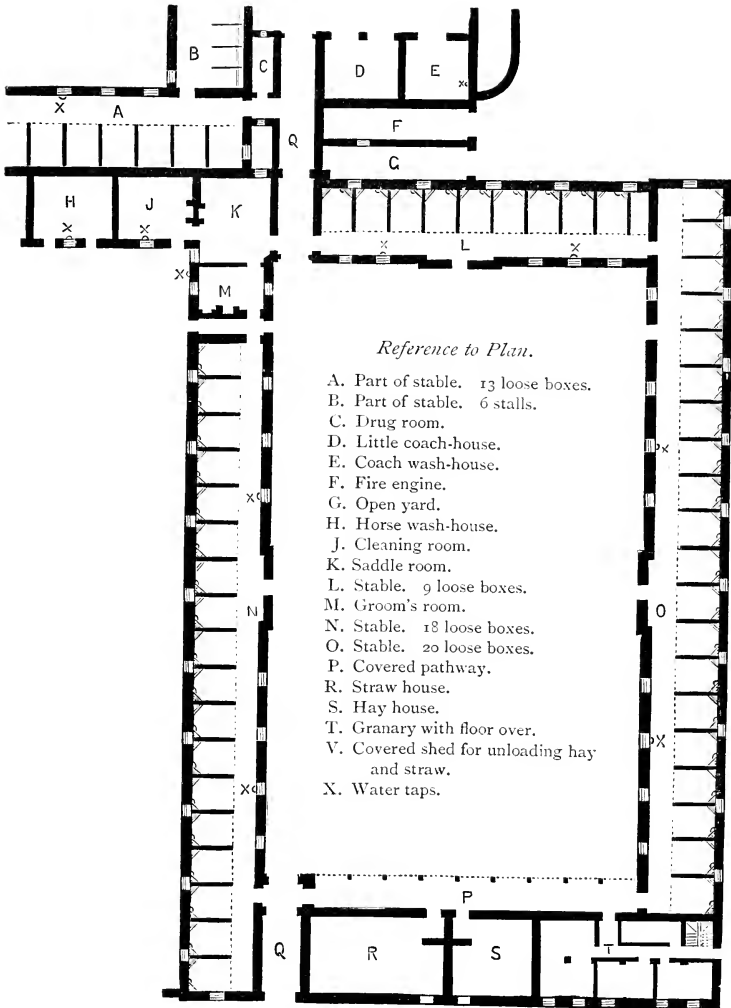 B
C
D
E
X
X
A
Q
F
G
H
J
K
L
X
X
X
X
X
M
Reference to Plan.
A. Part of stable. 13 loose boxes.
B. Part of stable. 6 stalls.
C. Drug room.
D. Little coach-house.
E. Coach wash-house.
F. Fire engine.
G. Open yard.
H. Horse wash-house.
J. Cleaning room.
K. Saddle room.
L. Stable. 9 loose boxes.
M. Groom's room.
N. Stable. 18 loose boxes.
O. Stable. 20 loose boxes.
P. Covered pathway.
R. Straw house.
S. Hay house.
T. Granary with floor over.
V. Covered shed for unloading hay
and straw.
X. Water taps.
X
X
N
O
X
X
P
Q
R
S
T